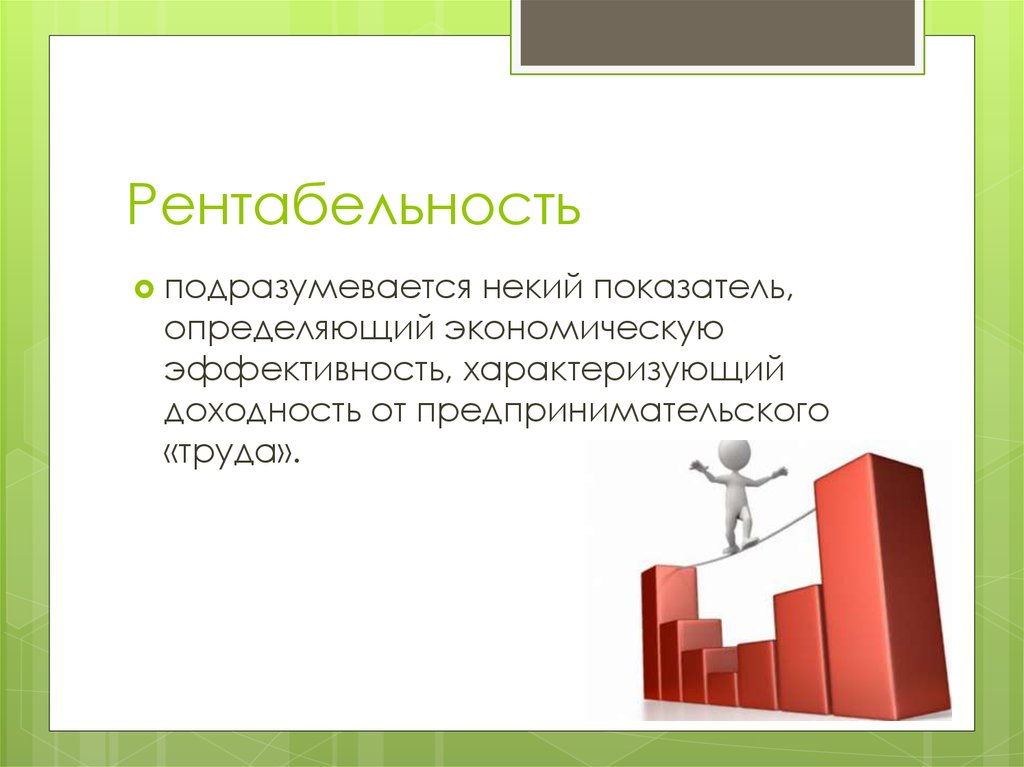 Рентабельность
подразумевается некий показатель,
определяющий экономическую
эффективность, характеризующий
доходность от предпринимательского
«труда».